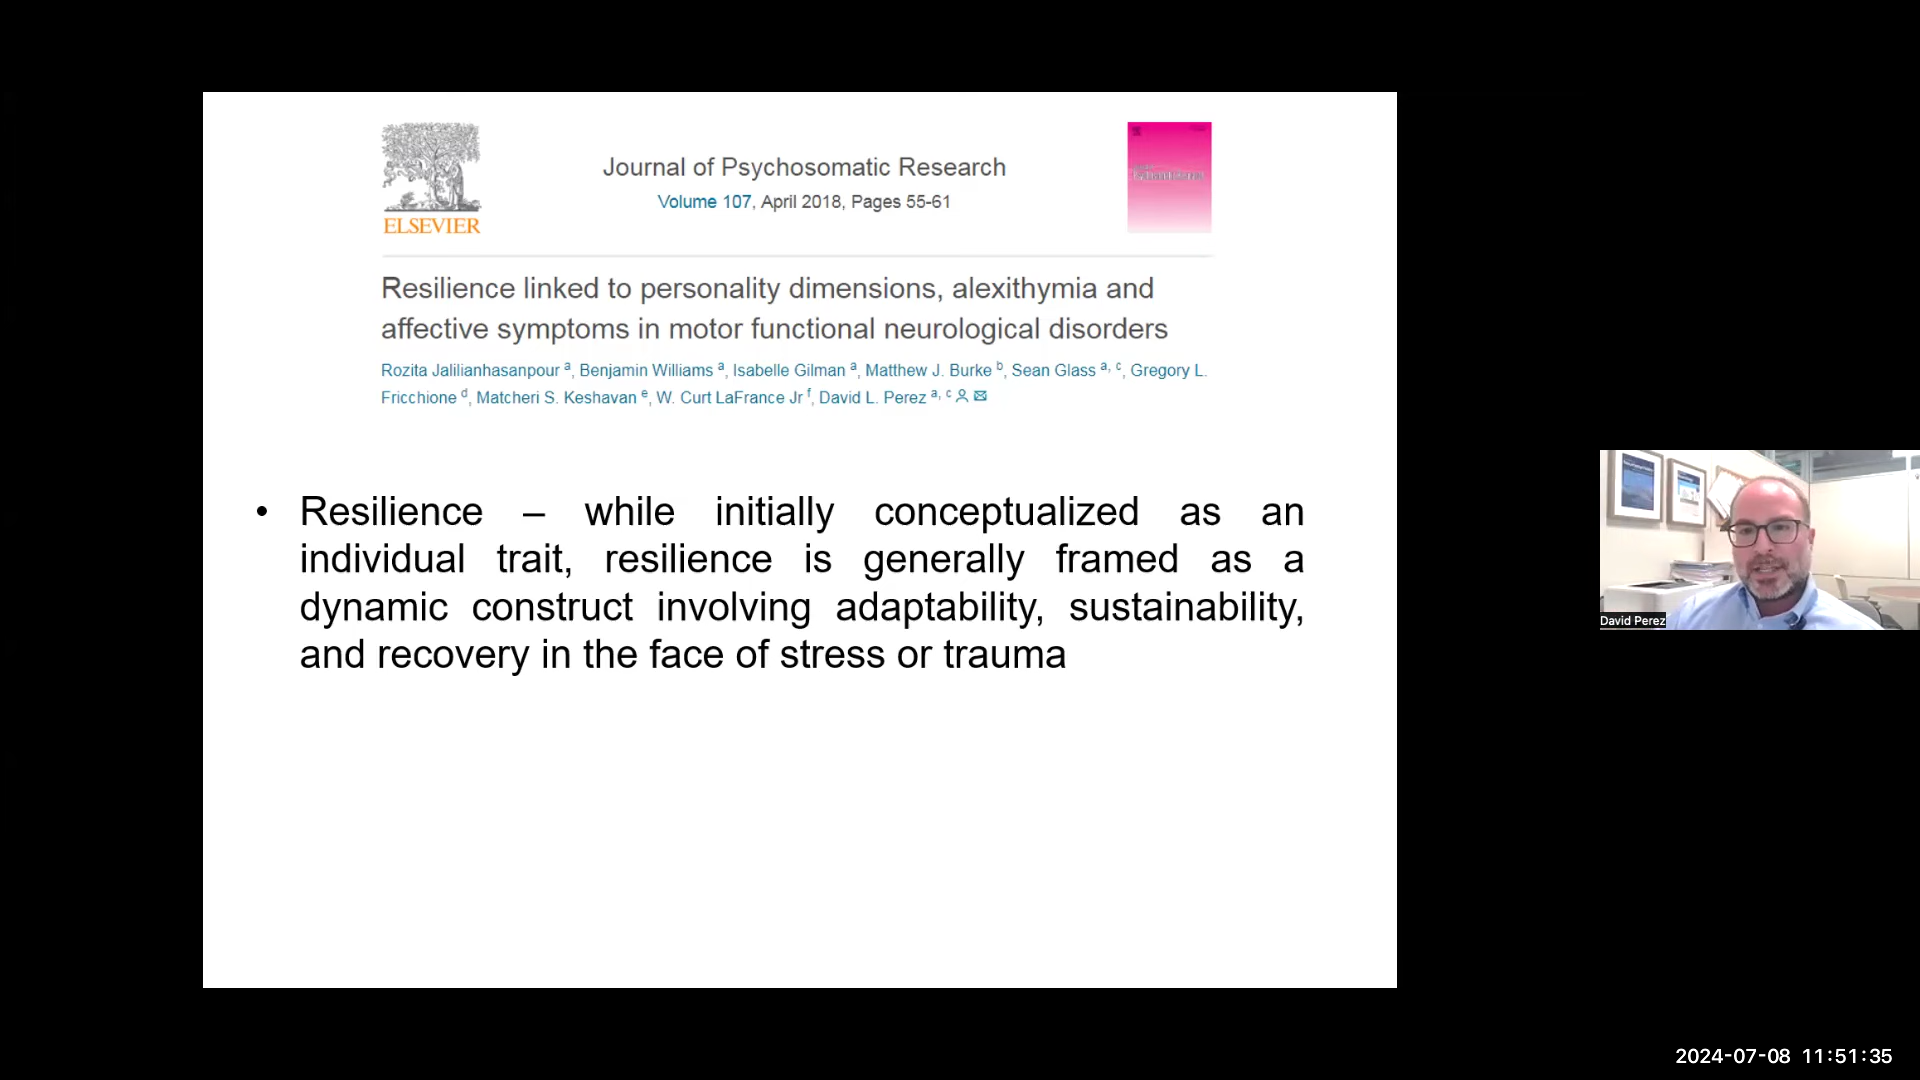 ELSEVIER
Journal of Psychosomatic Research
Volume 107, April 2018, Pages 55-61
Resilience linked to personality dimensions, alexithymia and
affective symptoms in motor functional neurological disorders
Rozita Jalilianhasanpour a, Benjamin Williams a, Isabelle Gilman a, Matthew J. Burke b, Sean Glass a, c, Gregory L.
Fricchione d, Matcheri S. Keshavan e, W. Curt LaFrance Jr f, David L. Perez a, c
• Resilience – while initially conceptualized as an
individual trait, resilience is generally framed as a
dynamic construct involving adaptability, sustainability,
and recovery in the face of stress or trauma
David Perez
2024-07-08 11:51:35